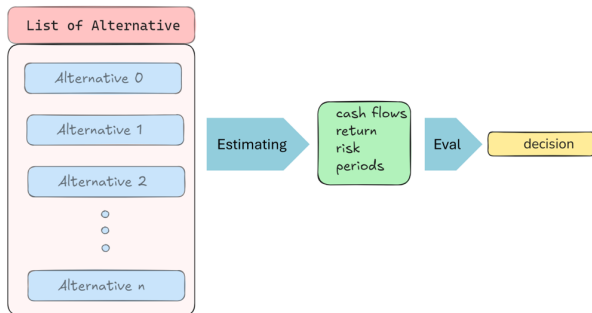 List of Alternative
Alternative 0
Alternative 1
Alternative 2
Alternative n
Estimating
cash flows
return
risk
periods
Eval
decision